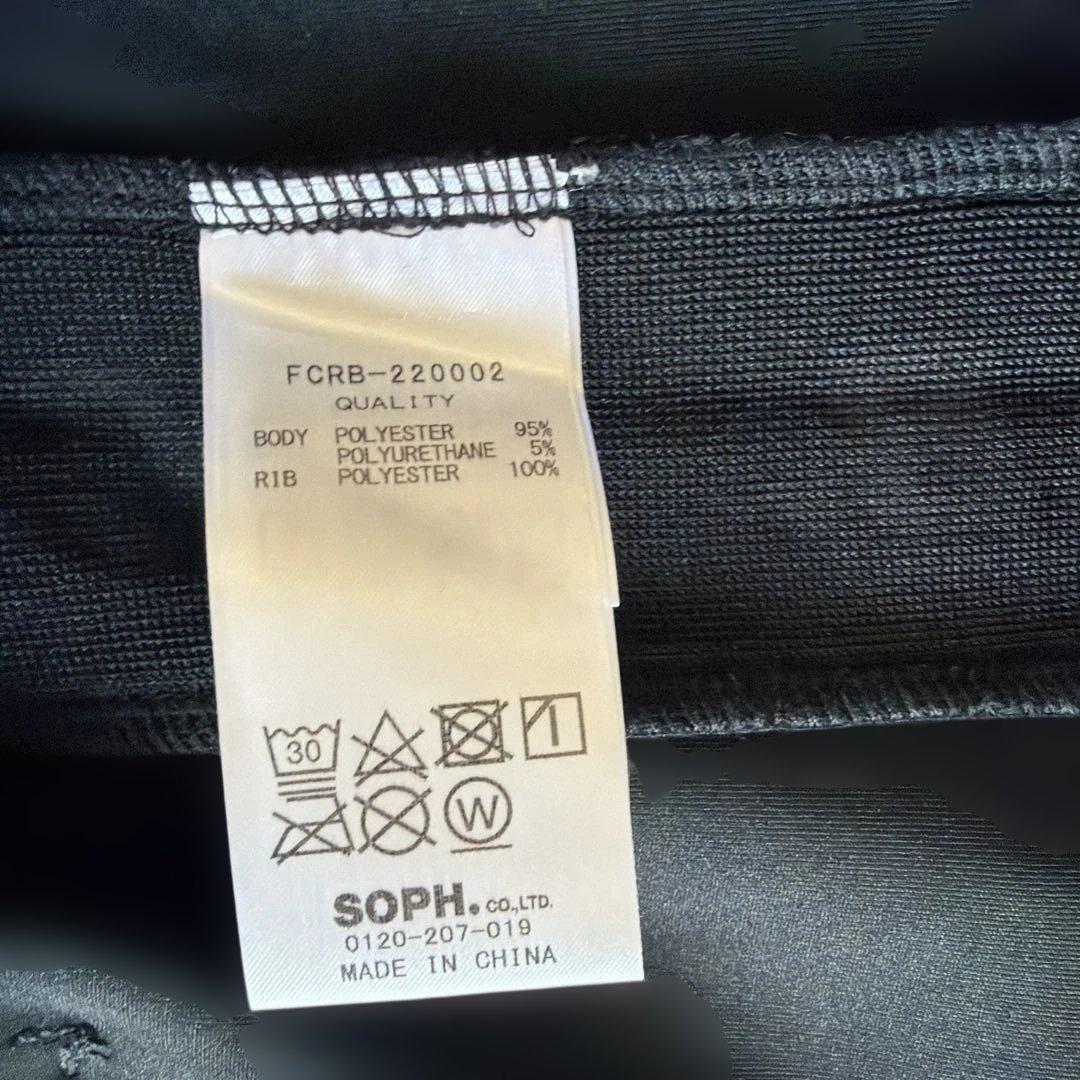 FCRB-220002
QUALITY
BODY POLYESTER 95%
POLYURETHANE 5%
RIB POLYESTER 100%
30
W
SOPH. CO.,LTD.
0120-207-019
MADE IN CHINA